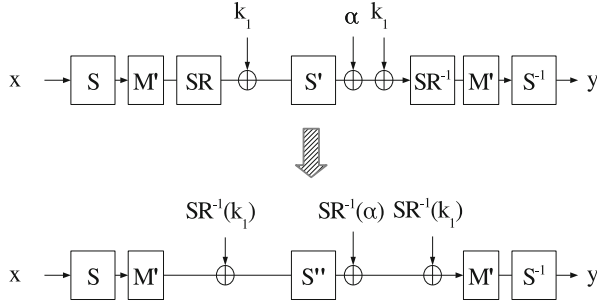 k₁ α k₁
x S M' SR S' SR⁻¹ M' S⁻¹ y
SR⁻¹(k₁) SR⁻¹(α) SR⁻¹(k₁)
x S M' S'' M' S⁻¹ y